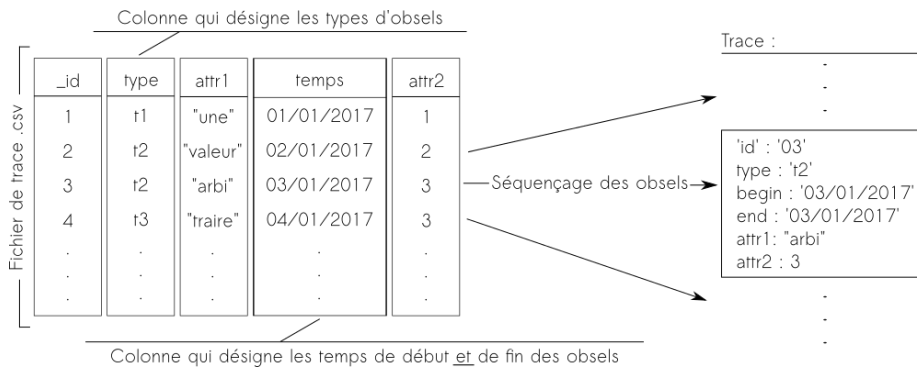 Colonne qui désigne les types d'obsels
Fichier de trace .csv
_id type attr1 temps attr2
1 t1 "une" 01/01/2017 1
2 t2 "valeur" 02/01/2017 2
3 t2 "arbi" 03/01/2017 3
4 t3 "traire" 04/01/2017 3
Colonne qui désigne les temps de début et de fin des obsels
Séquençage des obsels
Trace :
'id' : '03'
type : 't2'
begin : '03/01/2017'
end : '03/01/2017'
attr1: "arbi"
attr2 : 3